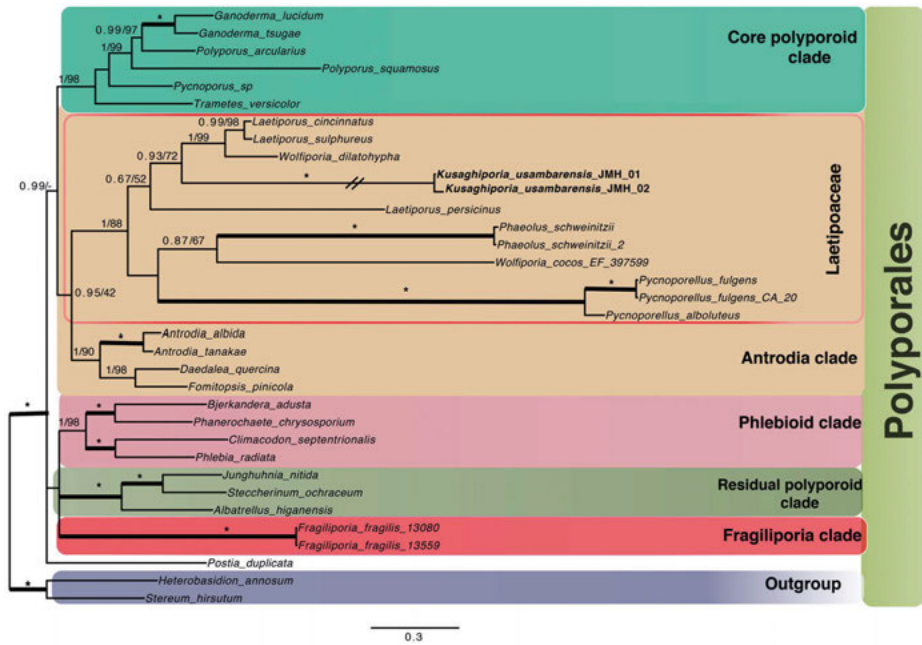 Ganoderma_lucidum
*
0.99/97
Ganoderma_tsugae
1/99
Polyporus_arcularius
Core polyporoid
clade
Polyporus_squamosus
1/98
Pycnoporus_sp
Trametes_versicolor
0.99/98
Laetiporus_cincinnatus
1/99
Laetiporus_sulphureus
0.93/72
Wolfiporia_dilatohypha
*
Kusaghiporia_usambarensis_JMH_01
0.67/52
Kusaghiporia_usambarensis_JMH_02
0.99/-
Laetiporus_persicinus
1/88
Phaeolus_schweinitzii
0.87/67
Phaeolus_schweinitzii_2
Wolfiporia_cocos_EF_397599
Laetipoaceae
*
Pycnoporellus_fulgens
0.95/42
*
Pycnoporellus_fulgens_CA_20
Pycnoporellus_alboluteus
*
Antrodia_albida
1/90
Antrodia_tanakae
Antrodia clade
1/98
Daedalea_quercina
Fomitopsis_pinicola
*
*
Bjerkandera_adusta
1/98
Phanerochaete_chrysosporium
Phlebioid clade
*
Climacodon_septentrionalis
Phlebia_radiata
*
*
Junghuhnia_nitida
Steccherinum_ochraceum
Residual polyporoid
clade
Albatrellus_higanensis
*
Fragiliporia_fragilis_13080
Fragiliporia clade
Fragiliporia_fragilis_13559
Postia_duplicata
*
Heterobasidion_annosum
Outgroup
Stereum_hirsutum
Polyporales
0.3